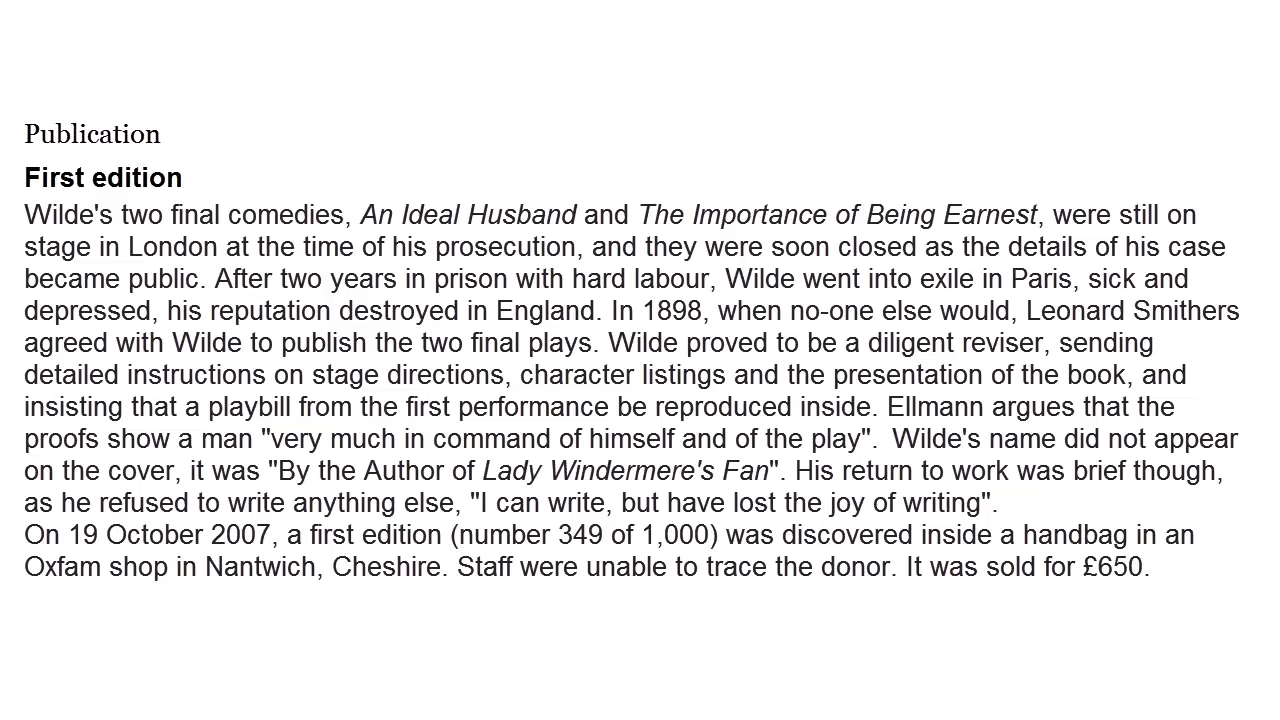 Publication
First edition
Wilde's two final comedies, An Ideal Husband and The Importance of Being Earnest, were still on
stage in London at the time of his prosecution, and they were soon closed as the details of his case
became public. After two years in prison with hard labour, Wilde went into exile in Paris, sick and
depressed, his reputation destroyed in England. In 1898, when no-one else would, Leonard Smithers
agreed with Wilde to publish the two final plays. Wilde proved to be a diligent reviser, sending
detailed instructions on stage directions, character listings and the presentation of the book, and
insisting that a playbill from the first performance be reproduced inside. Ellmann argues that the
proofs show a man "very much in command of himself and of the play".  Wilde's name did not appear
on the cover, it was "By the Author of Lady Windermere's Fan". His return to work was brief though,
as he refused to write anything else, "I can write, but have lost the joy of writing".
On 19 October 2007, a first edition (number 349 of 1,000) was discovered inside a handbag in an
Oxfam shop in Nantwich, Cheshire. Staff were unable to trace the donor. It was sold for £650.